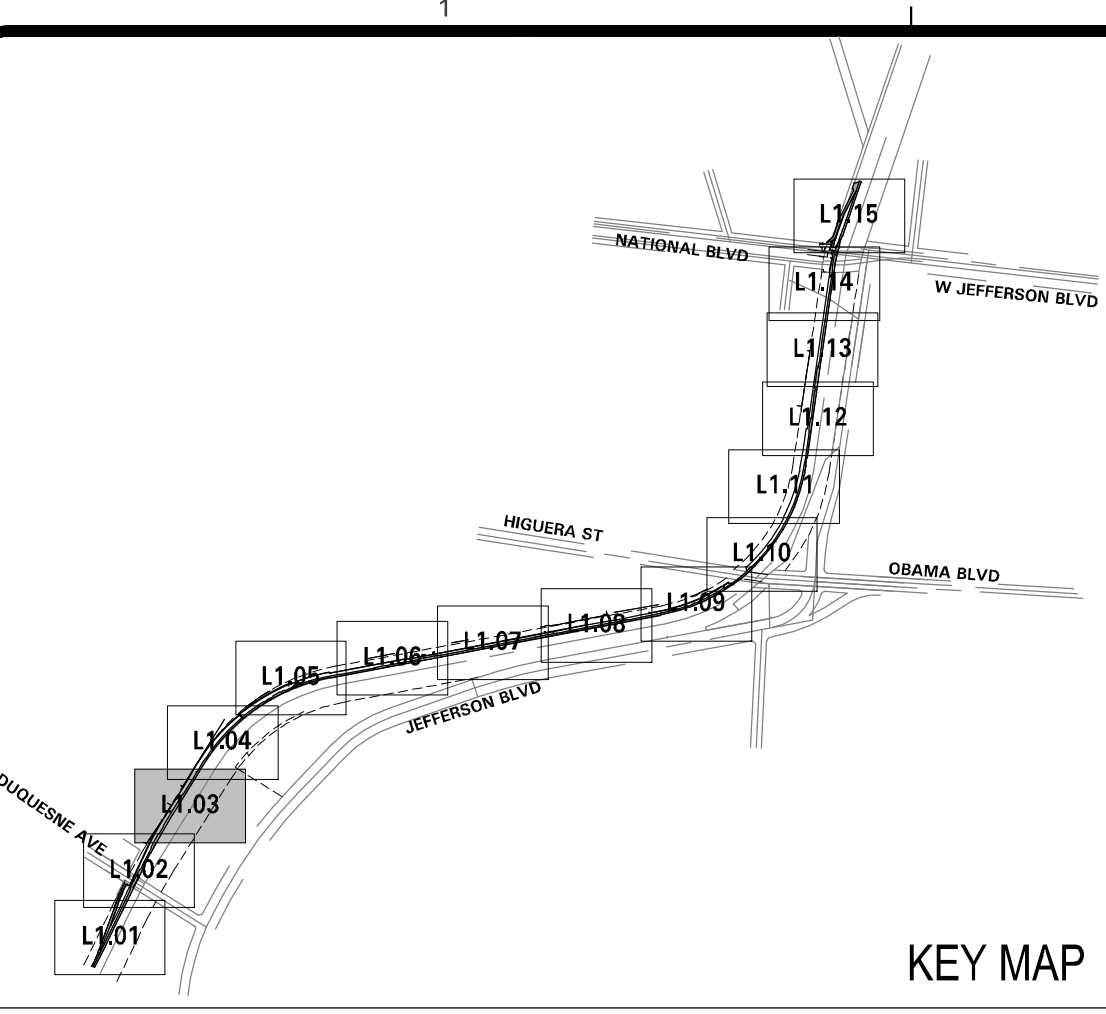 1
L1.15
NATIONAL BLVD
L1.14
W JEFFERSON BLVD
L1.13
L1.12
L1.11
HIGUERA ST
L1.10
OBAMA BLVD
L1.09
L1.08
L1.07
L1.06
L1.05
JEFFERSON BLVD
L1.04
L1.03
DUQUESNE AVE
L1.02
L1.01
KEY MAP